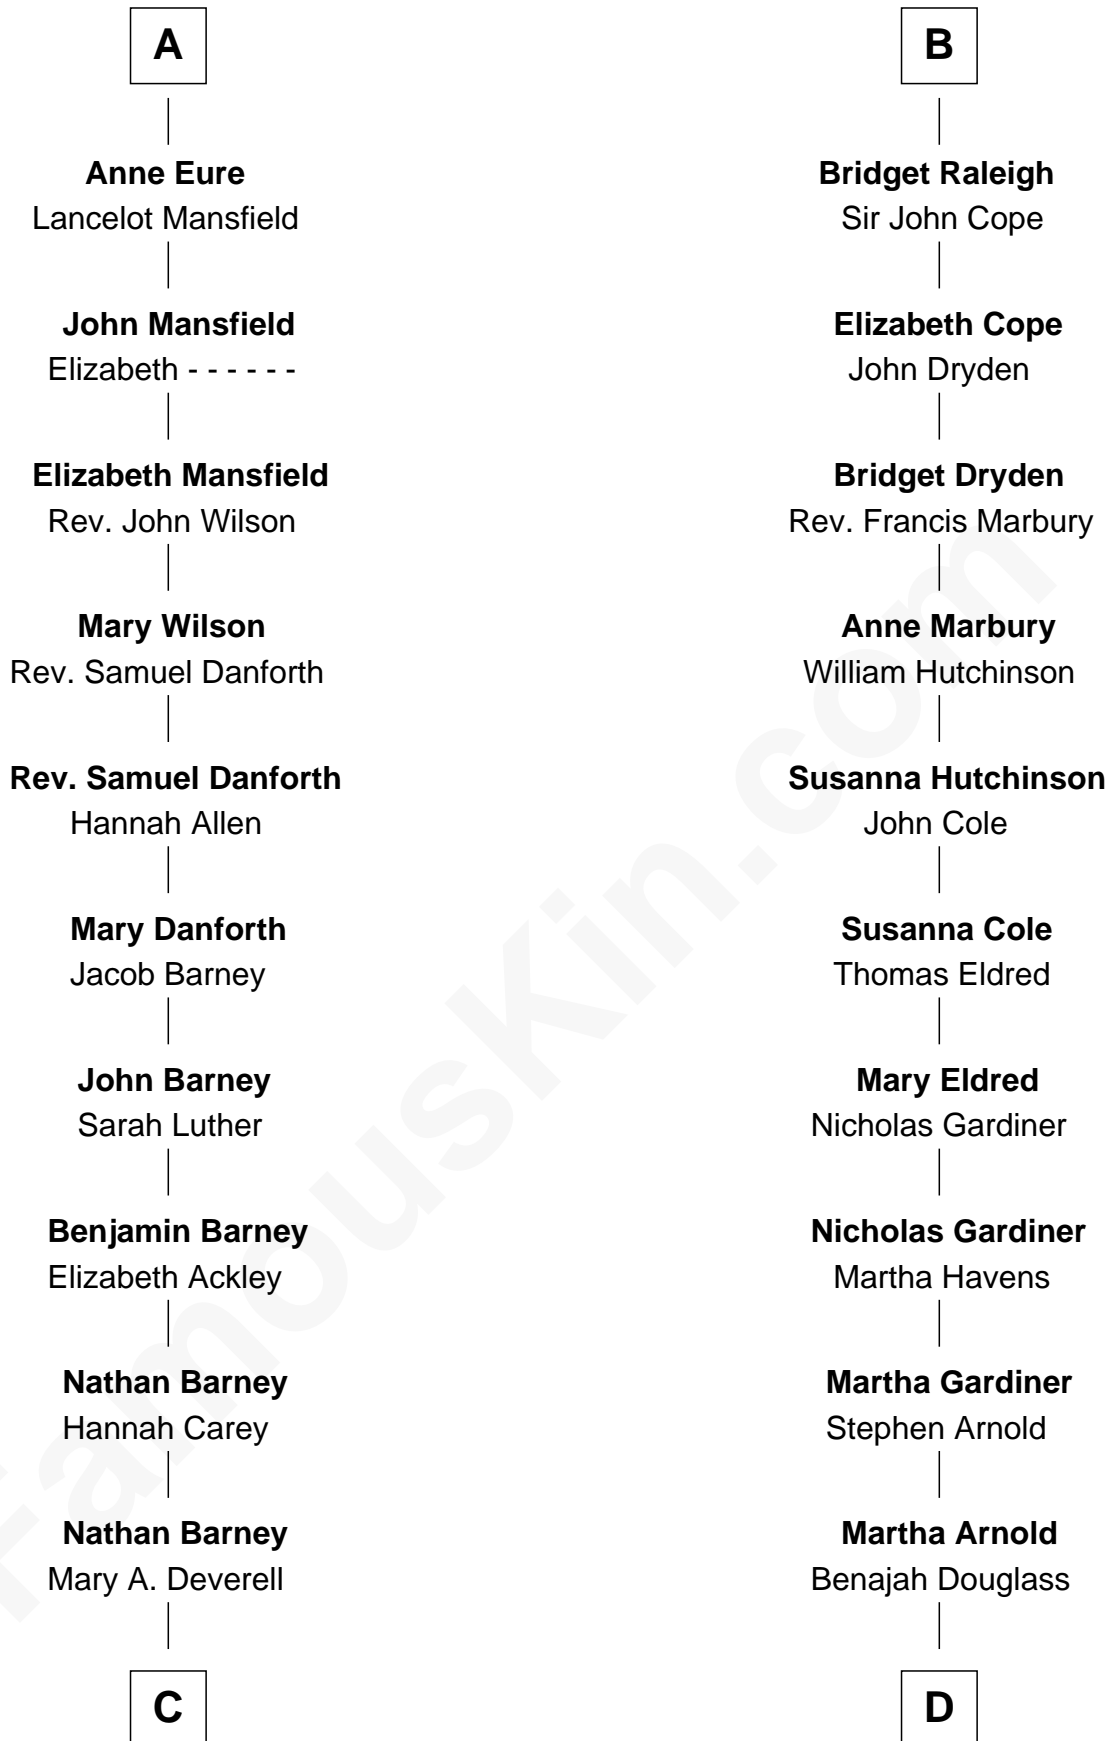 A
Anne Eure
Lancelot Mansfield
John Mansfield
Elizabeth - - - - - -
Elizabeth Mansfield
Rev. John Wilson
Mary Wilson
Rev. Samuel Danforth
Rev. Samuel Danforth
Hannah Allen
Mary Danforth
Jacob Barney
John Barney
Sarah Luther
Benjamin Barney
Elizabeth Ackley
Nathan Barney
Hannah Carey
Nathan Barney
Mary A. Deverell
C
B
Bridget Raleigh
Sir John Cope
Elizabeth Cope
John Dryden
Bridget Dryden
Rev. Francis Marbury
Anne Marbury
William Hutchinson
Susanna Hutchinson
John Cole
Susanna Cole
Thomas Eldred
Mary Eldred
Nicholas Gardiner
Nicholas Gardiner
Martha Havens
Martha Gardiner
Stephen Arnold
Martha Arnold
Benajah Douglass
D
FamousKin.com